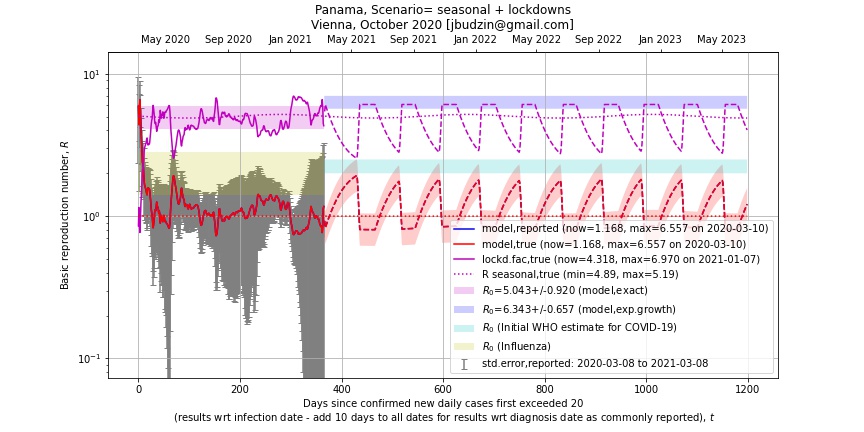 Panama, Scenario= seasonal + lockdowns
Vienna, October 2020 [jbudzin@gmail.com]
May 2020 Sep 2020 Jan 2021 May 2021 Sep 2021 Jan 2022 May 2022 Sep 2022 Jan 2023 May 2023
Basic reproduction number, R
10¹
10⁰
10⁻¹
model,reported (now=1.168, max=6.557 on 2020-03-10)
model,true (now=1.168, max=6.557 on 2020-03-10)
lockd.fac,true (now=4.318, max=6.970 on 2021-01-07)
R seasonal,true (min=4.89, max=5.19)
R₀=5.043+/-0.920 (model,exact)
R₀=6.343+/-0.657 (model,exp.growth)
R₀ (Initial WHO estimate for COVID-19)
R₀ (Influenza)
std.error,reported: 2020-03-08 to 2021-03-08
0 200 400 600 800 1000 1200
Days since confirmed new daily cases first exceeded 20
(results wrt infection date - add 10 days to all dates for results wrt diagnosis date as commonly reported), t